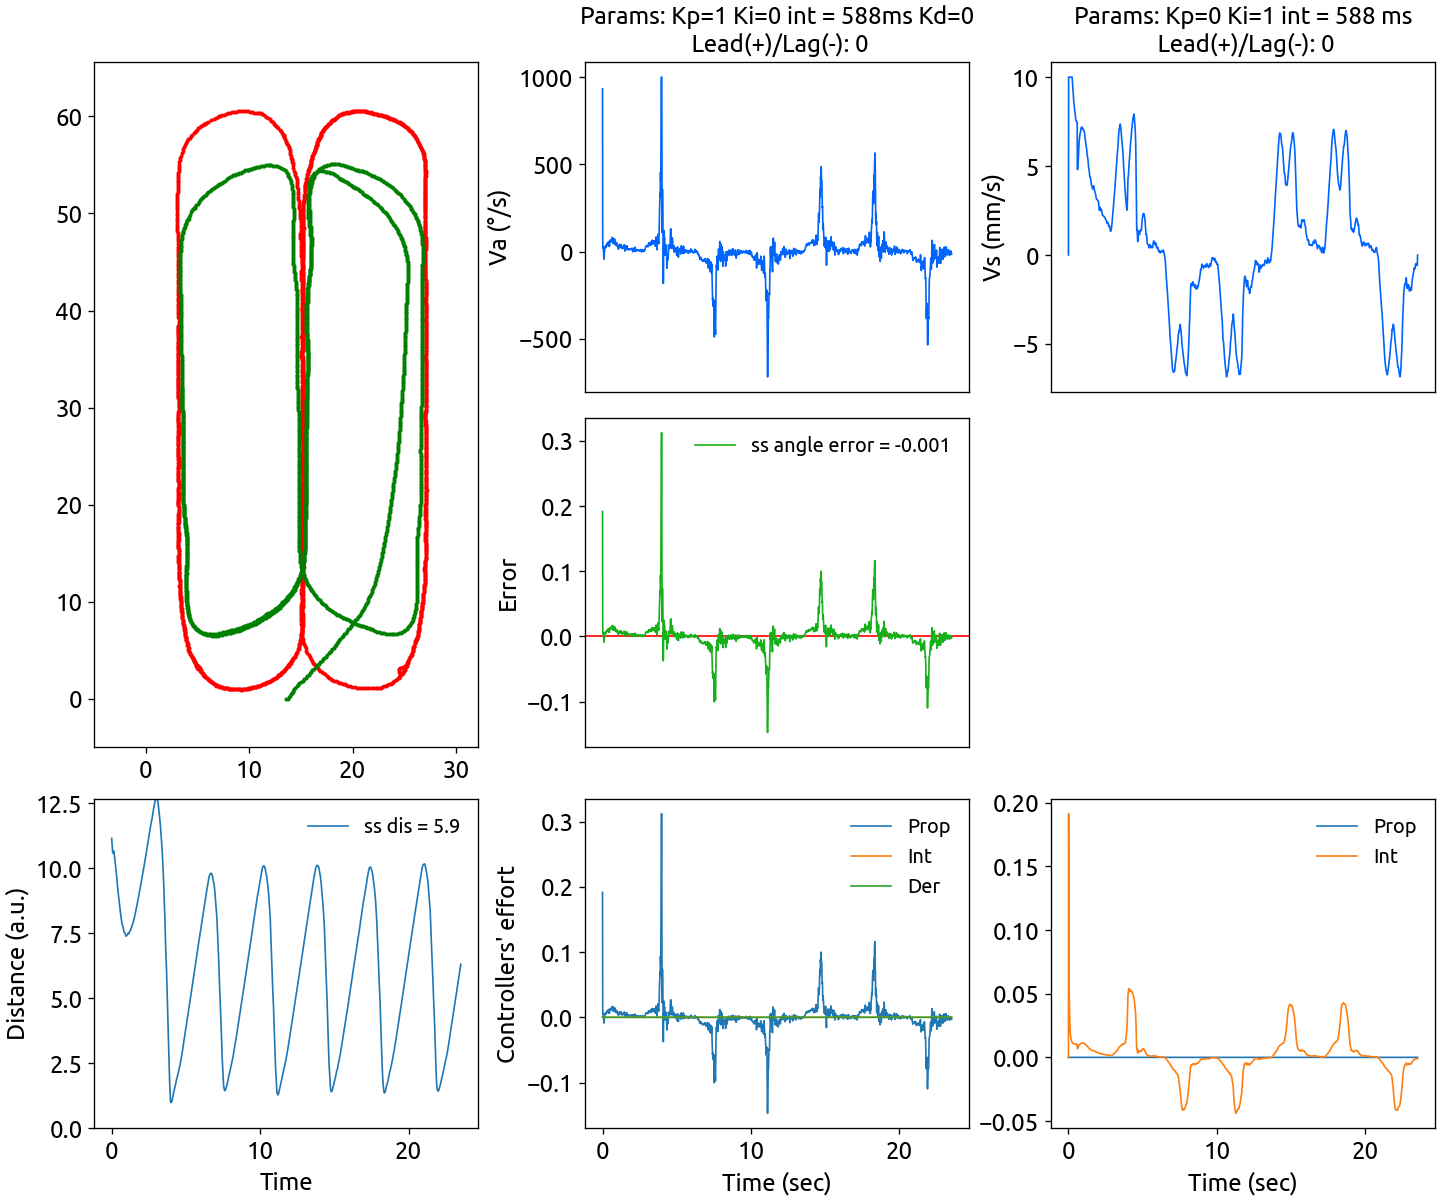 Params: Kp=1 Ki=0 int = 588ms Kd=0
Lead(+)/Lag(-): 0
Params: Kp=0 Ki=1 int = 588 ms
Lead(+)/Lag(-): 0
60
50
40
30
20
10
0
0 10 20 30
Va (°/s)
1000
500
0
−500
Vs (mm/s)
10
5
0
−5
Error
0.3
0.2
0.1
0.0
−0.1
ss angle error = -0.001
Distance (a.u.)
12.5
10.0
7.5
5.0
2.5
0.0
ss dis = 5.9
0 10 20
Time
Controllers' effort
0.3
0.2
0.1
0.0
−0.1
Prop
Int
Der
0 10 20
Time (sec)
0.20
0.15
0.10
0.05
0.00
−0.05
Prop
Int
0 10 20
Time (sec)